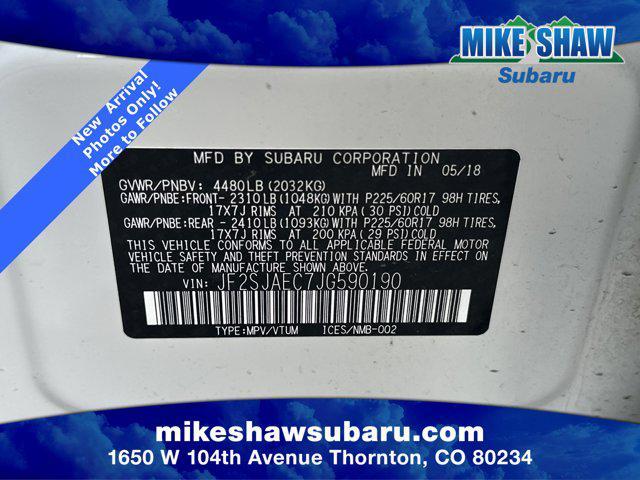 MIKE SHAW
Subaru
New Arrival
Photos Only!
More to Follow
MFD BY SUBARU CORPORATION
MFD IN 05/18
GVWR/PNBV: 4480LB(2032KG)
GAWR/PNBE:FRONT- 2310LB(1048KG)WITH P225/60R17 98H TIRES,
17X7J RIMS AT 210 KPA(30 PSI)COLD
GAWR/PNBE:REAR - 2410LB(1093KG)WITH P225/60R17 98H TIRES,
17X7J RIMS AT 200 KPA(29 PSI)COLD
THIS VEHICLE CONFORMS TO ALL APPLICABLE FEDERAL MOTOR
VEHICLE SAFETY, BUMPER, AND THEFT PREVENTION STANDARDS IN EFFECT
ON THE DATE OF MANUFACTURE SHOWN ABOVE.
VIN: JF2SJAEC7JG590190
TYPE:MPV/VTUM ICES/NMB-002
mikeshawsubaru.com
1650 W 104th Avenue Thornton, CO 80234